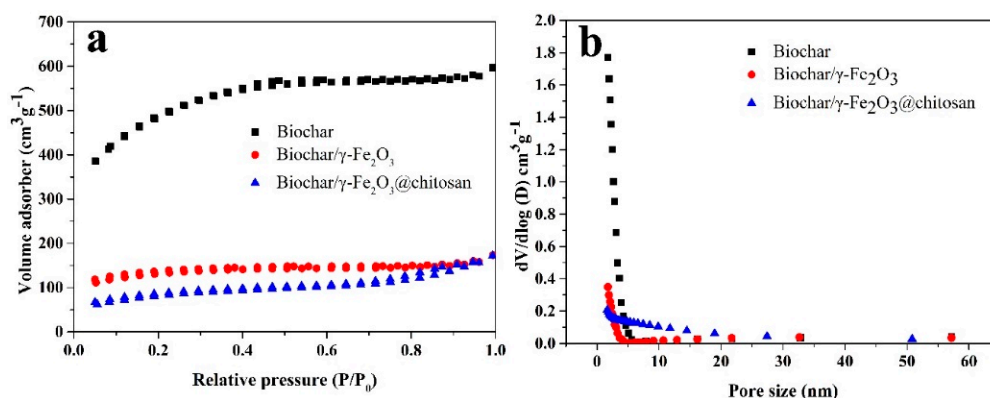 a
700
600
500
400
300
200
100
0
Volume adsorber (cm³g⁻¹)
Biochar
Biochar/γ-Fe₂O₃
Biochar/γ-Fe₂O₃@chitosan
0.0 0.2 0.4 0.6 0.8 1.0
Relative pressure (P/P₀)
b
2.0
1.8
1.6
1.4
1.2
1.0
0.8
0.6
0.4
0.2
0.0
dV/dlog (D) cm³g⁻¹
Biochar
Biochar/γ-Fe₂O₃
Biochar/γ-Fe₂O₃@chitosan
0 10 20 30 40 50 60
Pore size (nm)